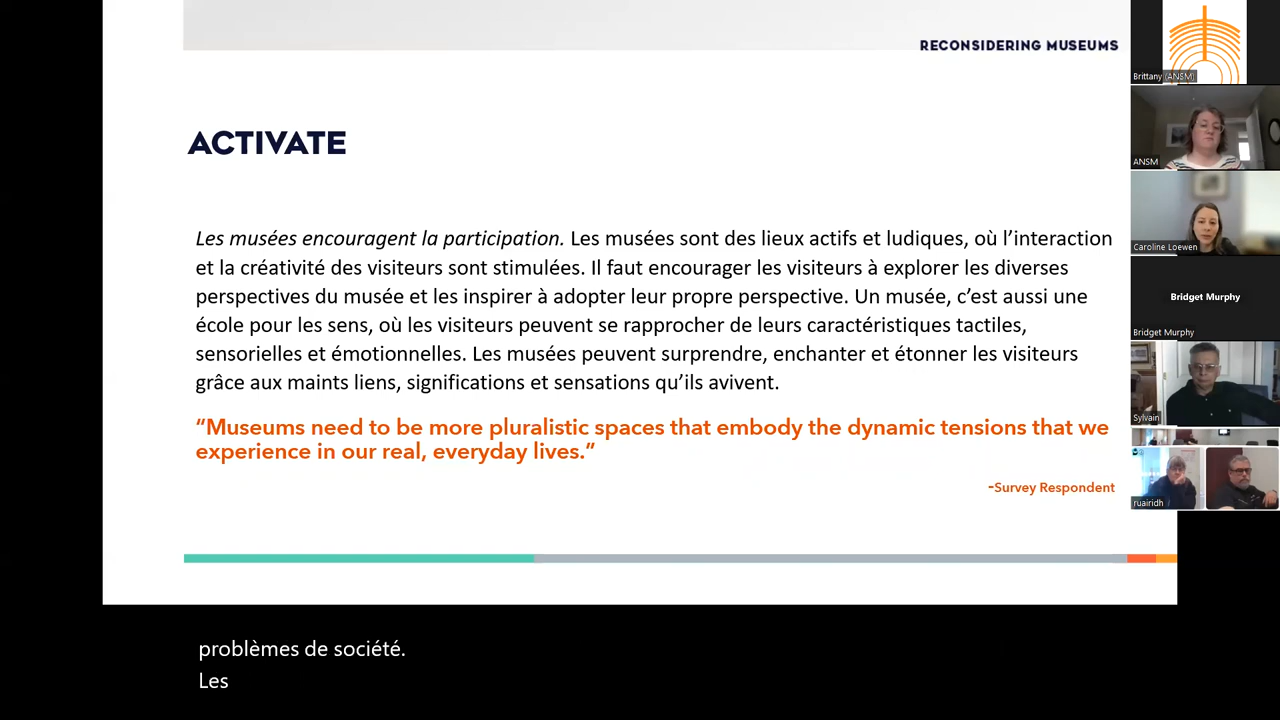 RECONSIDERING MUSEUMS
ACTIVATE
Les musées encouragent la participation. Les musées sont des lieux actifs et ludiques, où l’interaction
et la créativité des visiteurs sont stimulées. Il faut encourager les visiteurs à explorer les diverses
perspectives du musée et les inspirer à adopter leur propre perspective. Un musée, c’est aussi une
école pour les sens, où les visiteurs peuvent se rapprocher de leurs caractéristiques tactiles,
sensorielles et émotionnelles. Les musées peuvent surprendre, enchanter et étonner les visiteurs
grâce aux maints liens, significations et sensations qu’ils avivent.
“Museums need to be more pluralistic spaces that embody the dynamic tensions that we
experience in our real, everyday lives.”
-Survey Respondent
problèmes de société.
Les
Brittany (ANSM)
ANSM
Caroline Loewen
Bridget Murphy
Bridget Murphy
Sylvain
ruairidh